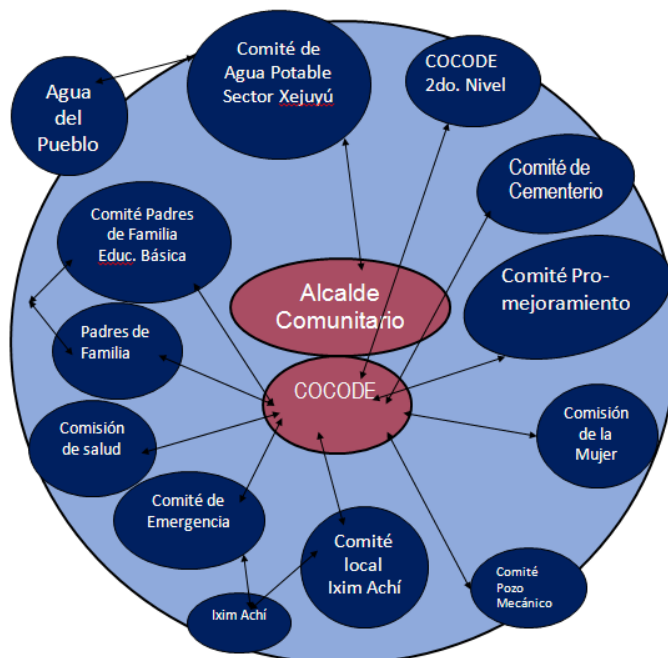 Comité de
Agua Potable
Sector Xejuyú
COCODE
2do. Nivel
Agua
del
Pueblo
Comité de
Cementerio
Comité Padres
de Familia
Educ. Básica
Comité Pro-
mejoramiento
Alcalde
Comunitario
Padres de
Familia
COCODE
Comisión
de salud
Comisión
de la
Mujer
Comité de
Emergencia
Comité
local
Ixim Achí
Comité
Pozo
Mecánico
Ixim Achí